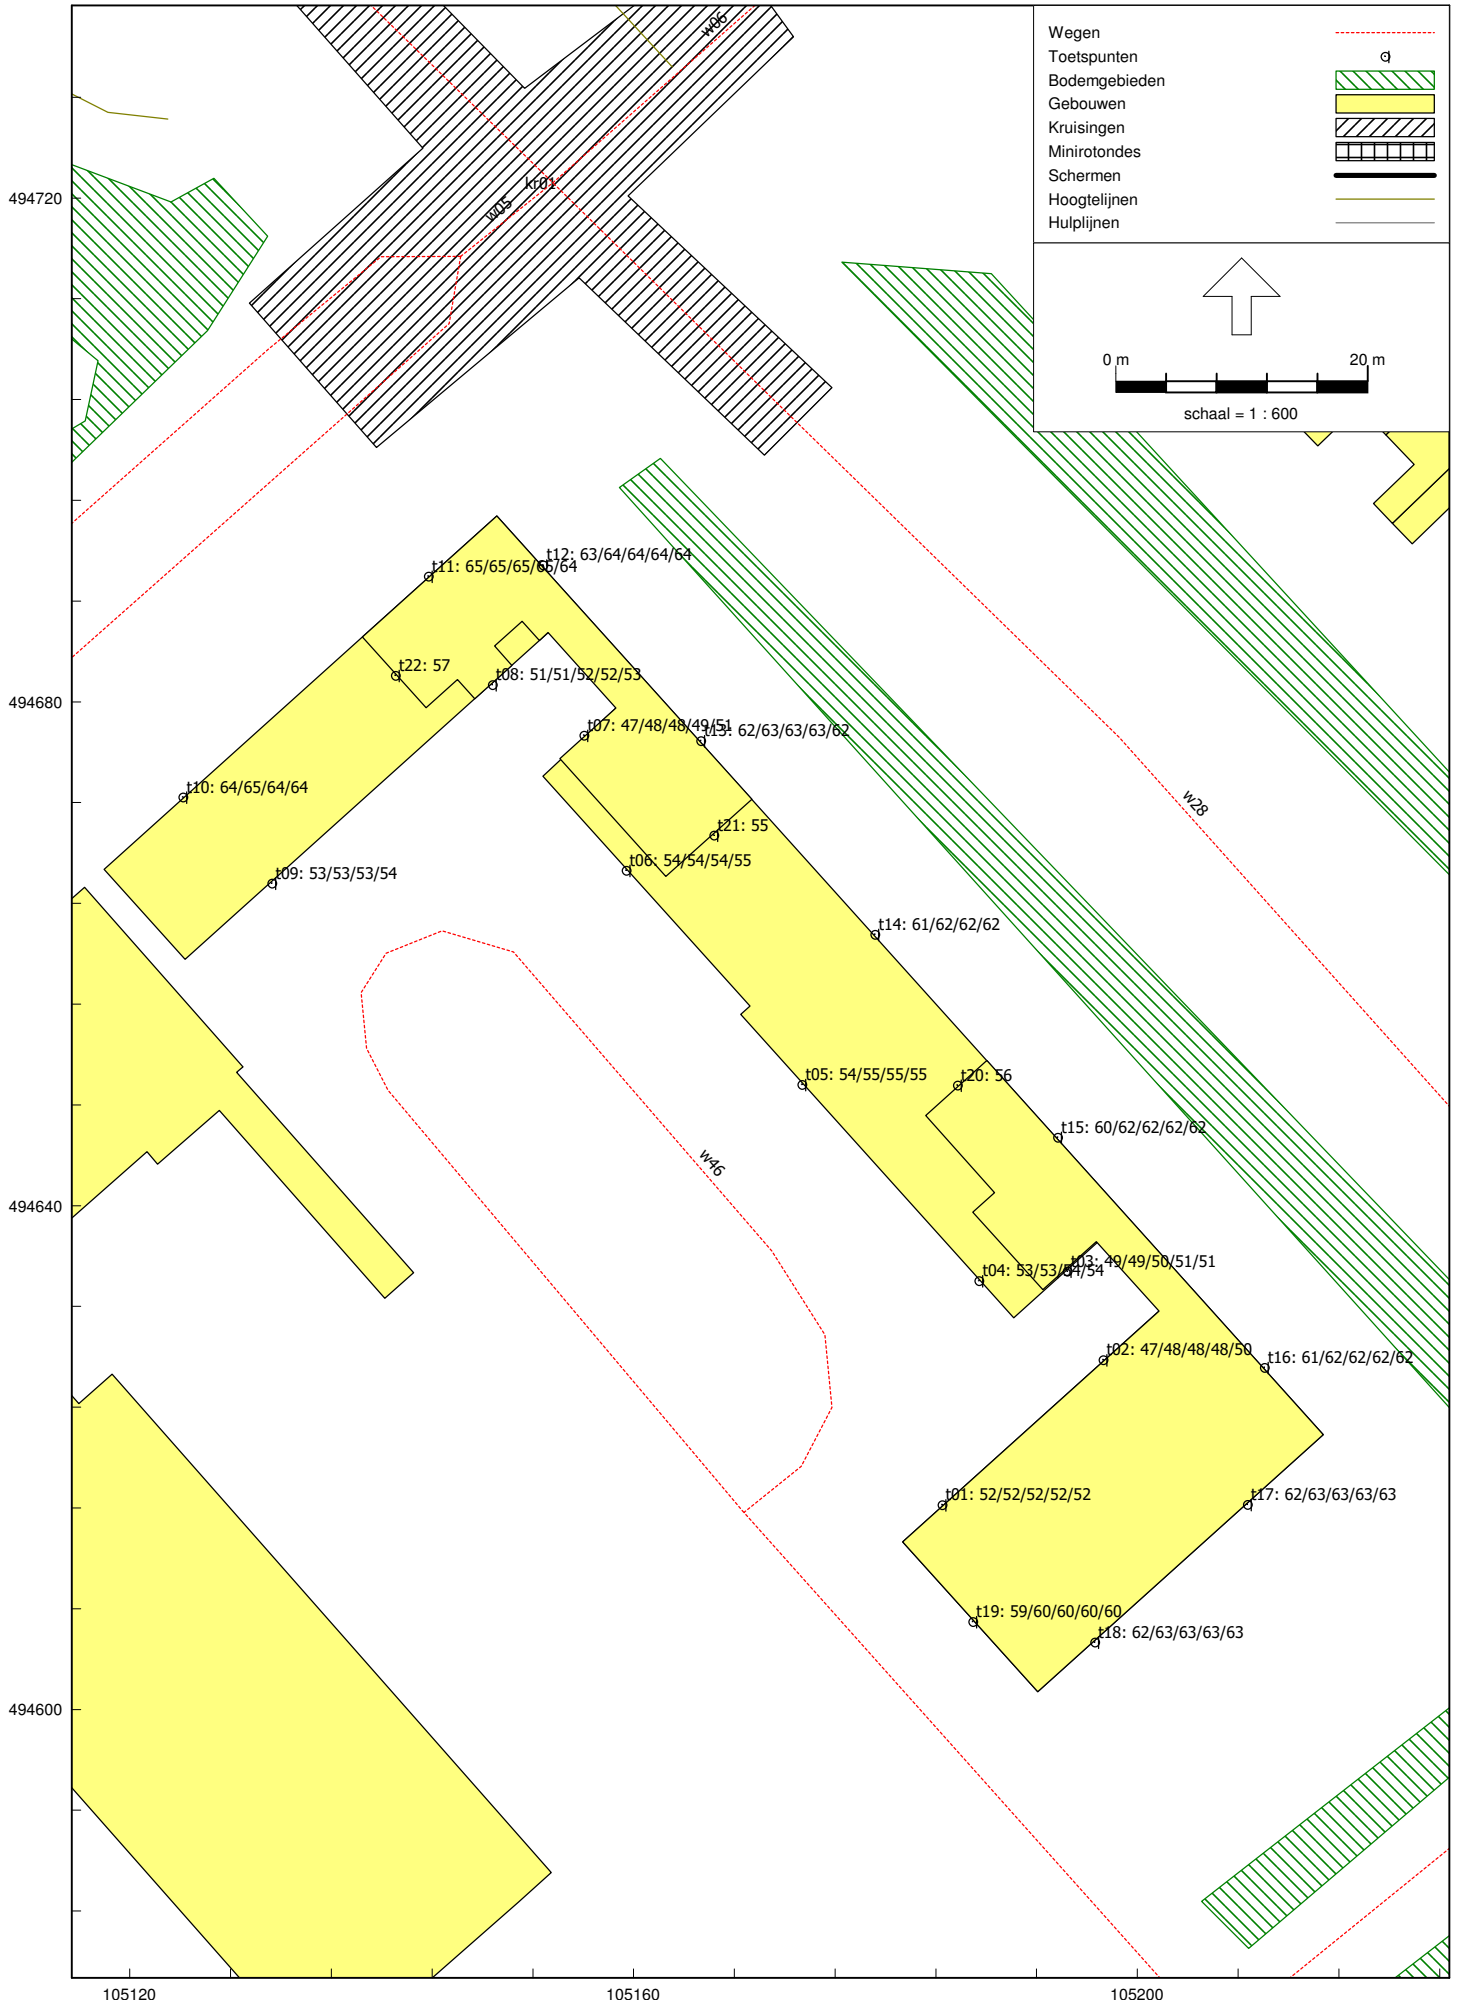 Wegen
Toetspunten
Bodemgebieden
Gebouwen
Kruisingen
Minirotondes
Schermen
Hoogtelijnen
Hulplijnen
0 m
20 m
schaal = 1 : 600
w06
kr01
w05
494720
t12: 63/64/64/64/64
t11: 65/65/65/65/64
t22: 57
t08: 51/51/52/52/53
494680
t07: 47/48/48/49/51
t13: 62/63/63/63/62
t10: 64/65/64/64
w28
t21: 55
t06: 54/54/54/55
t09: 53/53/53/54
t14: 61/62/62/62
t20: 56
t05: 54/55/55/55
t15: 60/62/62/62/62
w46
494640
t03: 49/49/50/51/51
t04: 53/53/54/54
t02: 47/48/48/48/50
t16: 61/62/62/62/62
t01: 52/52/52/52/52
t17: 62/63/63/63/63
t19: 59/60/60/60/60
t18: 62/63/63/63/63
494600
105120
105160
105200